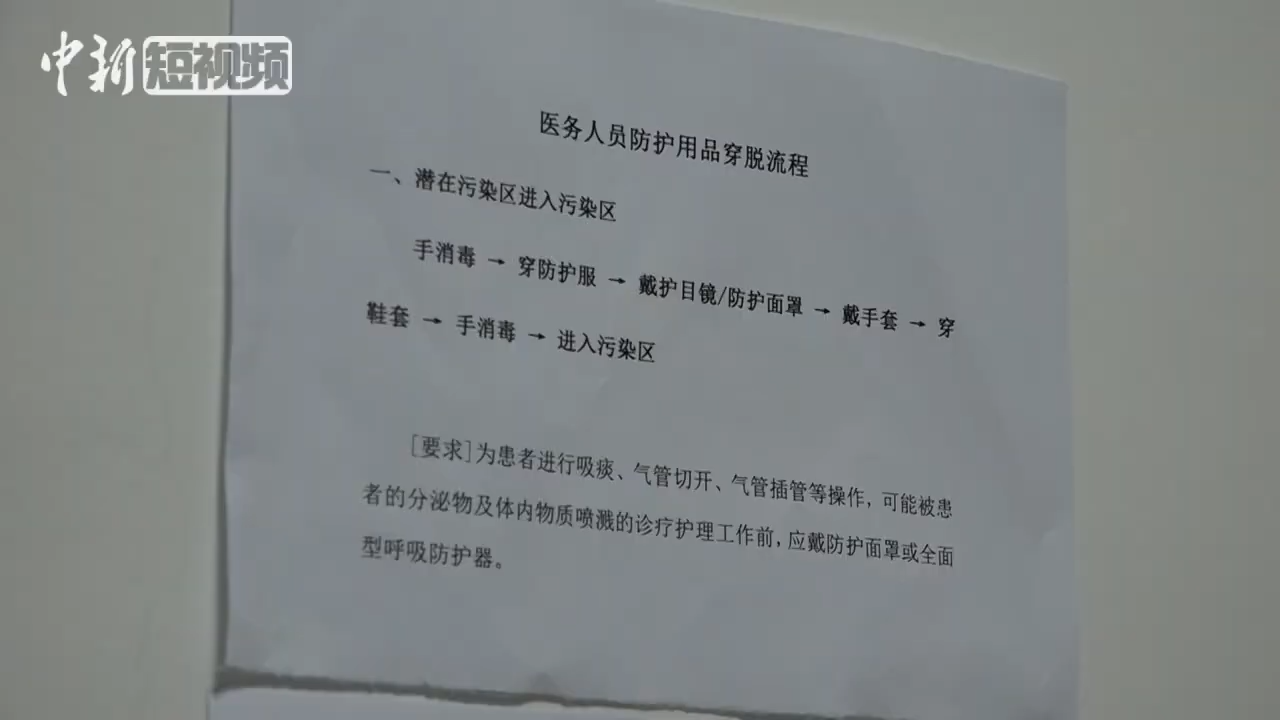 中新短视频
医务人员防护用品穿脱流程
一、潜在污染区进入污染区
手消毒 → 穿防护服 → 戴护目镜/防护面罩 → 戴手套 → 穿
鞋套 → 手消毒 → 进入污染区
[要求]为患者进行吸痰、气管切开、气管插管等操作，可能被患
者的分泌物及体内物质喷溅的诊疗护理工作前，应戴防护面罩或全面
型呼吸防护器。